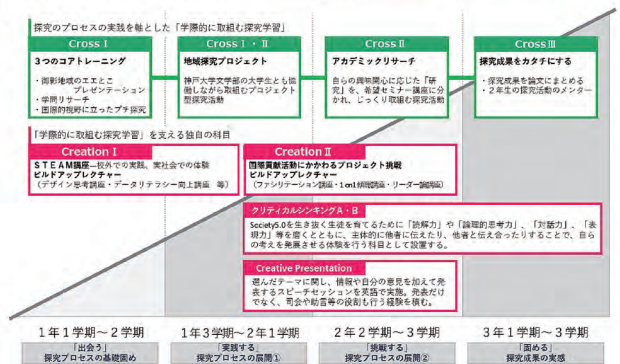 探究のプロセスの実践を軸とした「学際的に取組む探究学習」
Cross Ⅰ
３つのコアトレーニング
・御影地域のエエとこ
プレゼンテーション
・学問リサーチ
・国際的視野に立ったプチ探究
Cross Ⅰ・Ⅱ
地域探究プロジェクト
神戸大学文学部の大学生とも協
働しながら取組むプロジェクト
型探究活動
Cross Ⅱ
アカデミックリサーチ
自らの興味関心に応じた「研
究」を、希望セミナー講座に分
かれ、じっくり取組む探究活動
Cross Ⅲ
探究成果をカタチにする
・探究成果を論文にまとめる
・２年生の探究活動のメンター
「学際的に取組む探究学習」を支える独自の科目
Creation Ⅰ
ＳＴＥＡＭ講座―校外での実践、実社会での体験
ビルドアップレクチャー
（デザイン思考講座・データリテラシー向上講座　等）
Creation Ⅱ
国際貢献活動にかかわるプロジェクト挑戦
ビルドアップレクチャー
（ファシリテーション講座・1on1傾聴講座・リーダー論講座）
クリティカルシンキングＡ・Ｂ
Society5.0を生き抜く生徒を育てるために「読解力」や「論理的思考力」、「対話力」、「表
現力」等を磨くとともに、主体的に他者に伝えたり、他者と伝え合ったりすることで、自ら
の考えを発展させる体験を行う科目として設置する。
Creative Presentation
選んだテーマに関し、情報や自分の意見を加えて発
表するスピーチセッションを英語で実施。発表だけ
でなく、司会や助言等の役割も行う経験を積む。
１年１学期～２学期
１年３学期～２年１学期
２年２学期～３学期
３年１学期～３学期
「出会う」
探究プロセスの基礎固め
「実践する」
探究プロセスの展開①
「挑戦する」
探究プロセスの展開②
「固める」
探究成果の実感